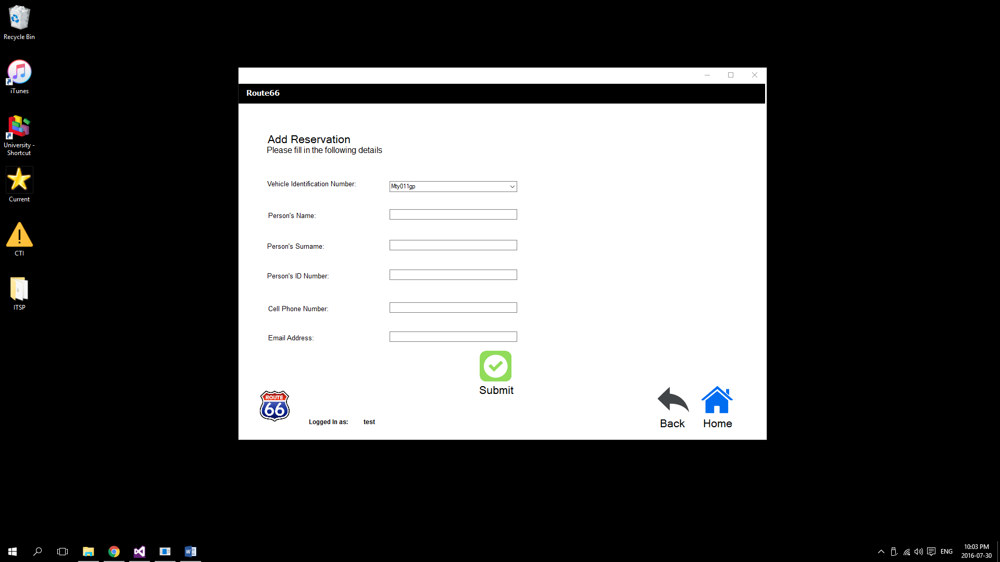 Recycle Bin
iTunes
University -
Shortcut
Current
CTI
ITSP
Route66
Add Reservation
Please fill in the following details
Vehicle Identification Number:
Mty011gp
Person's Name:
Person's Surname:
Person's ID Number:
Cell Phone Number:
Email Address:
Submit
ROUTE
66
Logged In as: test
Back
Home
ENG
10:03 PM
2016-07-30